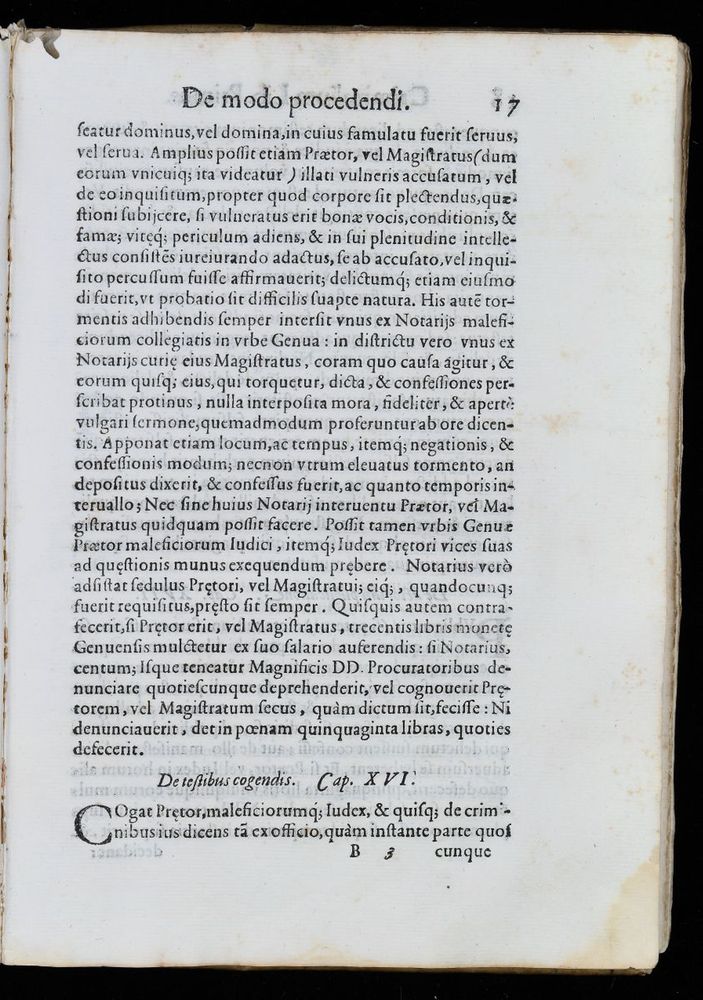 De modo procedendi. 17
ſeatur dominus, vel domina, in cuius famulatu fuerit ſeruus,
vel ſerua. Amplius poſſit etiam Prætor, vel Magiſtratus (dum
eorum vnicuiq; ita videatur) illati vulneris accuſatum, vel
de eo inquiſitum, propter quod corpore ſit plectendus, quæ-
ſtioni ſubijcere, ſi vulneratus erit bonæ vocis, conditionis, &
famæ; vitęq; periculum adiens, & in ſui plenitudine intelle-
ctus conſiſtẽs iureiurando adactus, ſe ab accuſato, vel inqui-
ſito percuſſum fuiſſe affirmauerit; delictumq; etiam eiuſmo
di fuerit, vt probatio ſit difficilis ſuapte natura. His autẽ tor-
mentis adhibendis ſemper interſit vnus ex Notarijs malefi-
ciorum collegiatis in vrbe Genua: in diſtrictu vero vnus ex
Notarijs curię eius Magiſtratus, coram quo cauſa agitur, &
eorum quiſq; eius, qui torquetur, dicta, & confeſſiones per-
ſcribat protinus, nulla interpoſita mora, fideliter, & apertè
vulgari ſermone, quemadmodum proferuntur ab ore dicen-
tis. Apponat etiam locum, ac tempus, itemq; negationis, &
confeſſionis modum; necnon vtrum eleuatus tormento, an
depoſitus dixerit, & confeſſus fuerit, ac quanto temporis in-
teruallo; Nec ſine huius Notarij interuentu Prætor, vel Ma-
giſtratus quidquam poſſit facere. Poſſit tamen vrbis Genuæ
Prætor maleficiorum Iudici, itemq; Iudex Prętori vices ſuas
ad quęſtionis munus exequendum prębere. Notarius verò
adſiſtat ſedulus Prętori, vel Magiſtratui; eiq;, quandocunq;
fuerit requiſitus, pręſto ſit ſemper. Quiſquis autem contra-
fecerit, ſi Prętor erit, vel Magiſtratus, trecentis libris monetę
Genuenſis mulctetur ex ſuo ſalario auferendis: ſi Notarius,
centum; Iſque teneatur Magnificis DD. Procuratoribus de-
nunciare quotieſcunque deprehenderit, vel cognouerit Prę-
torem, vel Magiſtratum ſecus, quàm dictum ſit, feciſſe: Ni
denunciauerit, det in pœnam quinquaginta libras, quoties
defecerit.
De teſtibus cogendis. Cap. XVI.
COgat Prętor, maleficiorumq; Iudex, & quiſq; de crimi-
nibus ius dicens tã ex officio, quàm inſtante parte quoſ
B 3 cunque